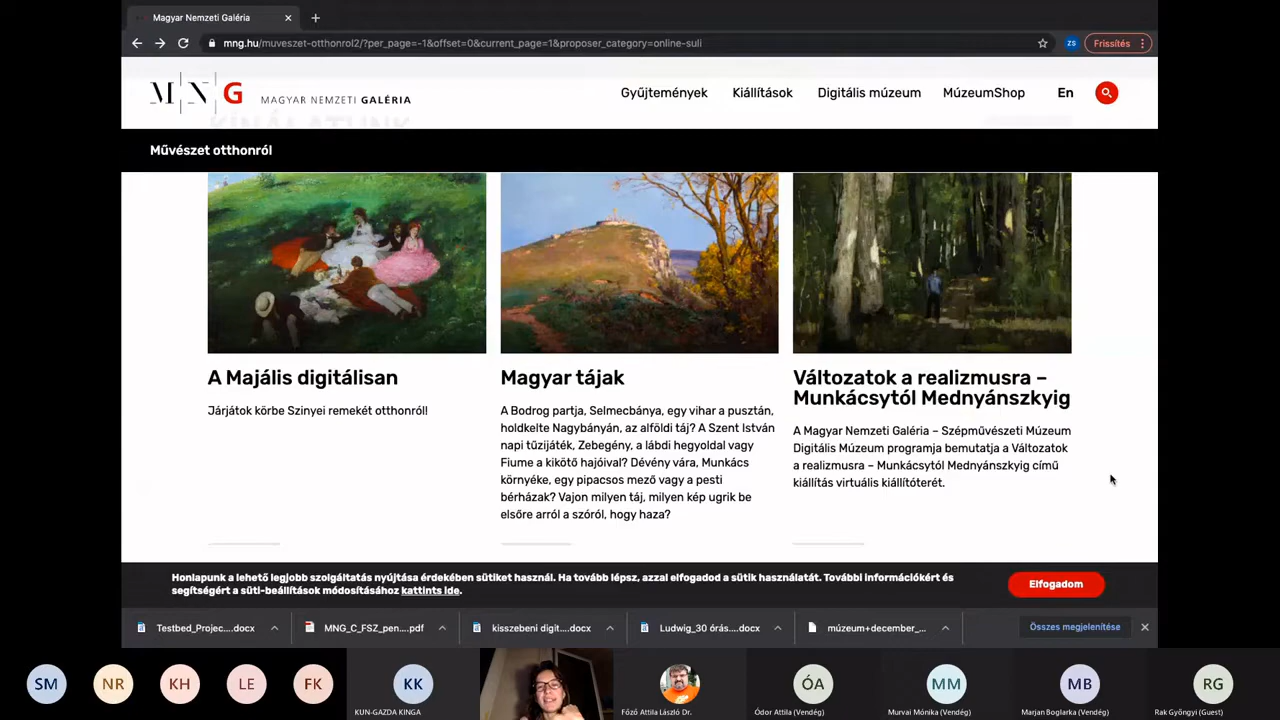 Magyar Nemzeti Galéria
mng.hu/muveszet-otthonrol2/?per_page=-1&offset=0&current_page=1&proposer_category=online-suli
ZS
Frissítés
MNG MAGYAR NEMZETI GALÉRIA
Gyűjtemények Kiállítások Digitális múzeum MúzeumShop En
KÍNÁLATUNK
Művészet otthonról
A Majális digitálisan
Járjátok körbe Szinyei remekét otthonról!
Magyar tájak
A Bodrog partja, Selmecbánya, egy vihar a pusztán,
holdkelte Nagybányán, az alföldi táj? A Szent István
napi tűzijáték, Zebegény, a lábdi hegyoldal vagy
Fiume a kikötő hajóival? Dévény vára, Munkács
környéke, egy pipacsos mező vagy a pesti
bérházak? Vajon milyen táj, milyen kép ugrik be
elsőre arról a szóról, hogy haza?
Változatok a realizmusra –
Munkácsytól Mednyánszkyig
A Magyar Nemzeti Galéria – Szépművészeti Múzeum
Digitális Múzeum programja bemutatja a Változatok
a realizmusra – Munkácsytól Mednyánszkyig című
kiállítás virtuális kiállítóterét.
Honlapunk a lehető legjobb szolgáltatás nyújtása érdekében sütiket használ. Ha tovább lépsz, azzal elfogadod a sütik használatát. További információkért és
segítségért a süti-beállítások módosításához kattints ide.
Elfogadom
Testbed_Projec....docx
MNG_C_FSZ_pen....pdf
kisszebeni digit....docx
Ludwig_30 órás....docx
múzeum+december_...
Összes megjelenítése
SM NR KH LE FK KK ÓA MM MB RG
KUN-GAZDA KINGA
Főző Attila László Dr.
Ódor Attila (Vendég)
Murvai Mónika (Vendég)
Marjan Boglarka (Vendég)
Rak Gyöngyi (Guest)